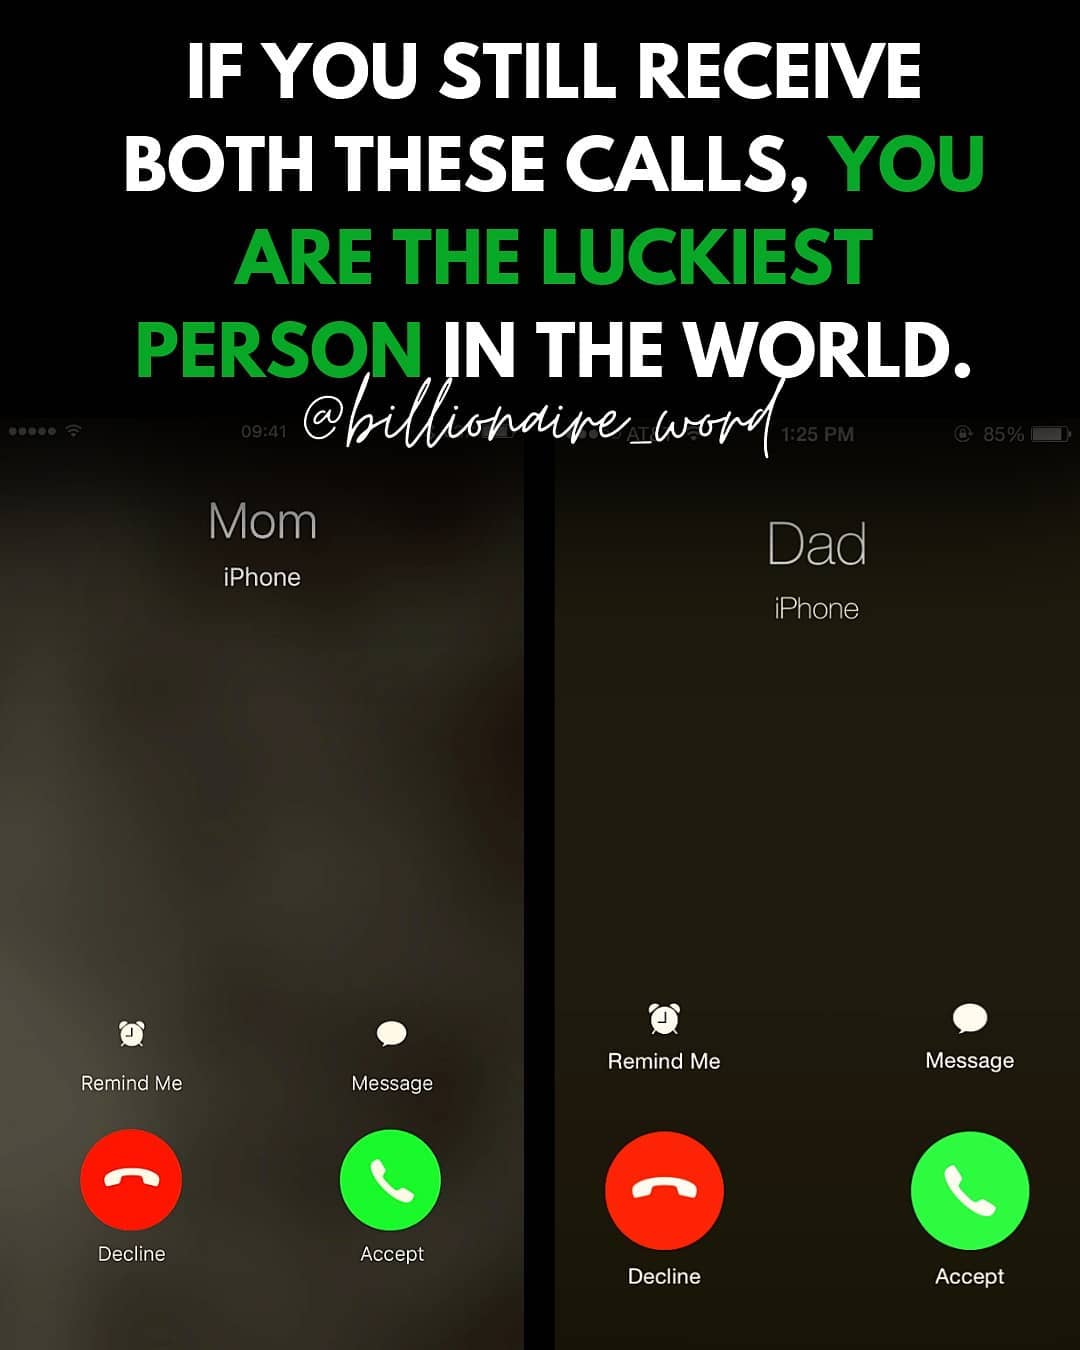 IF YOU STILL RECEIVE
BOTH THESE CALLS, YOU
ARE THE LUCKIEST
PERSON IN THE WORLD.
@billionaire_word
09:41
1:25 PM 85%
Mom
iPhone
Dad
iPhone
Remind Me
Message
Decline
Accept
Remind Me
Message
Decline
Accept